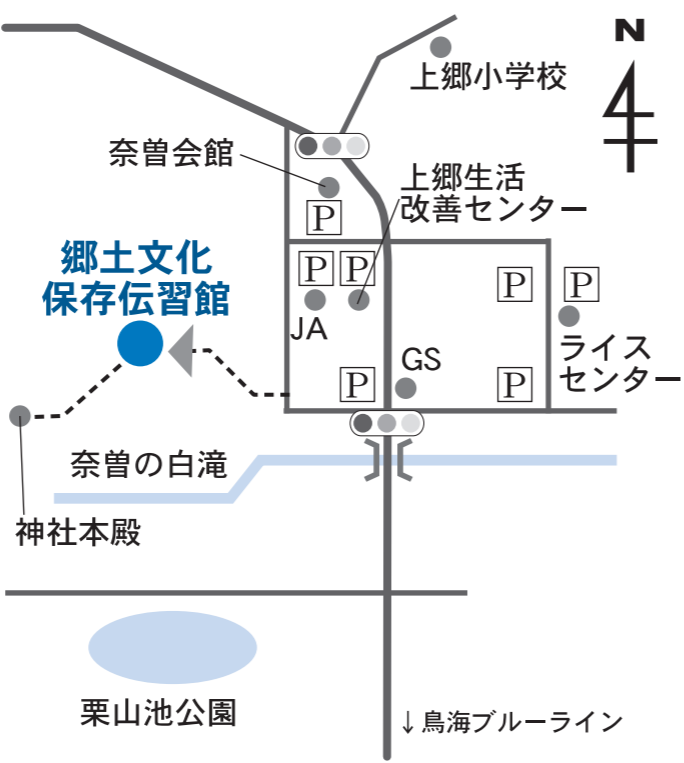 N
上郷小学校
奈曽会館
上郷生活
改善センター
P
郷土文化
保存伝習館
P P
P P
JA
ライス
センター
GS
P
P
奈曽の白滝
神社本殿
栗山池公園
↓鳥海ブルーライン